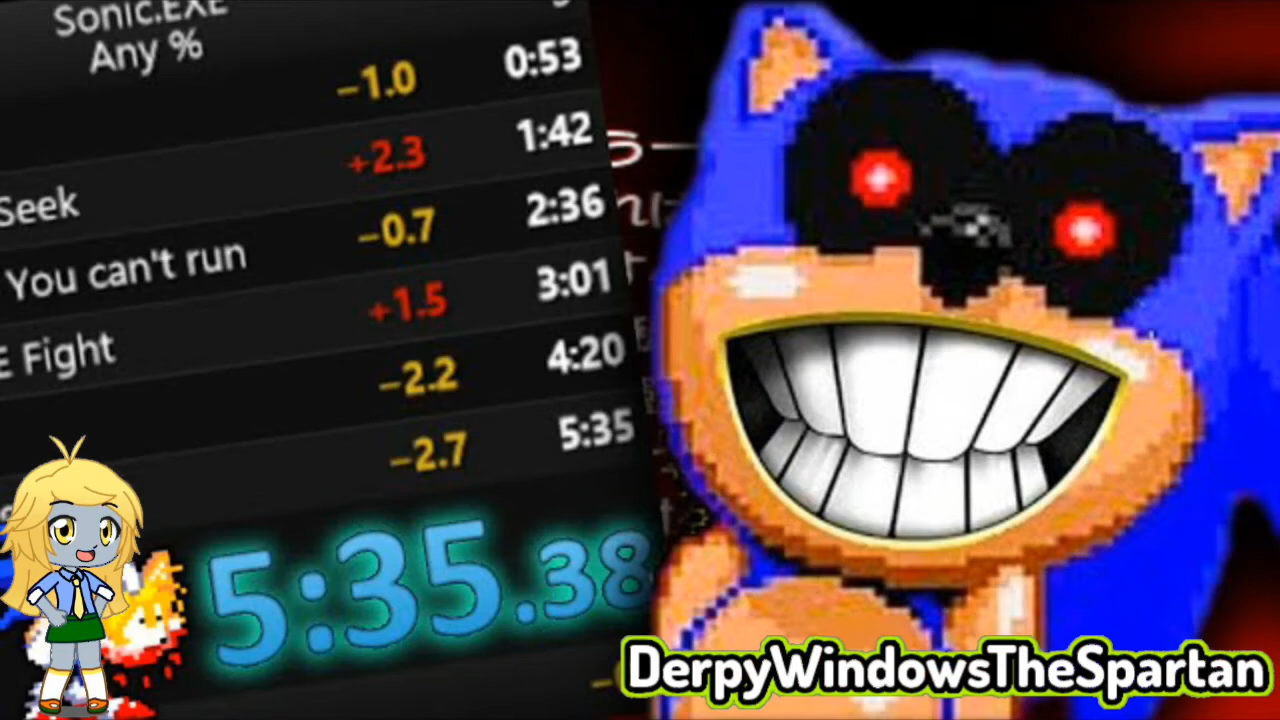 Sonic.EXE
Any %
−1.0 0:53
+2.3 1:42
Seek −0.7 2:36
You can't run +1.5 3:01
E Fight −2.2 4:20
−2.7 5:35
5:35.38
DerpyWindowsTheSpartan